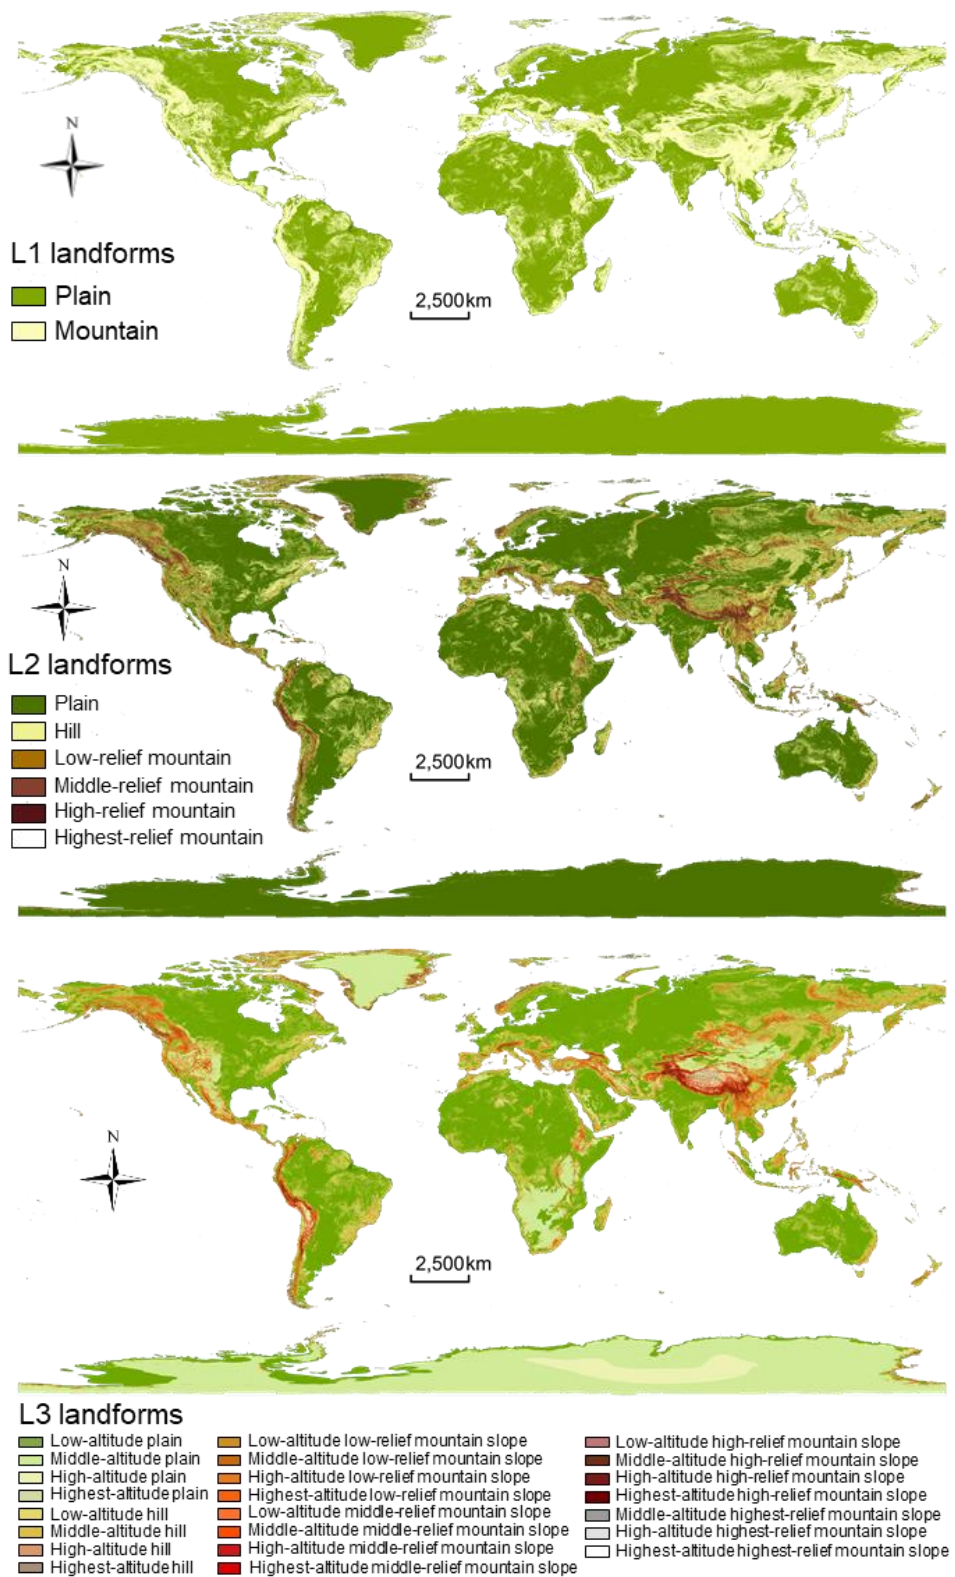 N
L1 landforms
Plain
Mountain
2,500km
N
L2 landforms
Plain
Hill
Low-relief mountain
Middle-relief mountain
High-relief mountain
Highest-relief mountain
2,500km
N
2,500km
L3 landforms
Low-altitude plain
Middle-altitude plain
High-altitude plain
Highest-altitude plain
Low-altitude hill
Middle-altitude hill
High-altitude hill
Highest-altitude hill
Low-altitude low-relief mountain slope
Middle-altitude low-relief mountain slope
High-altitude low-relief mountain slope
Highest-altitude low-relief mountain slope
Low-altitude middle-relief mountain slope
Middle-altitude middle-relief mountain slope
High-altitude middle-relief mountain slope
Highest-altitude middle-relief mountain slope
Low-altitude high-relief mountain slope
Middle-altitude high-relief mountain slope
High-altitude high-relief mountain slope
Highest-altitude high-relief mountain slope
Middle-altitude highest-relief mountain slope
High-altitude highest-relief mountain slope
Highest-altitude highest-relief mountain slope